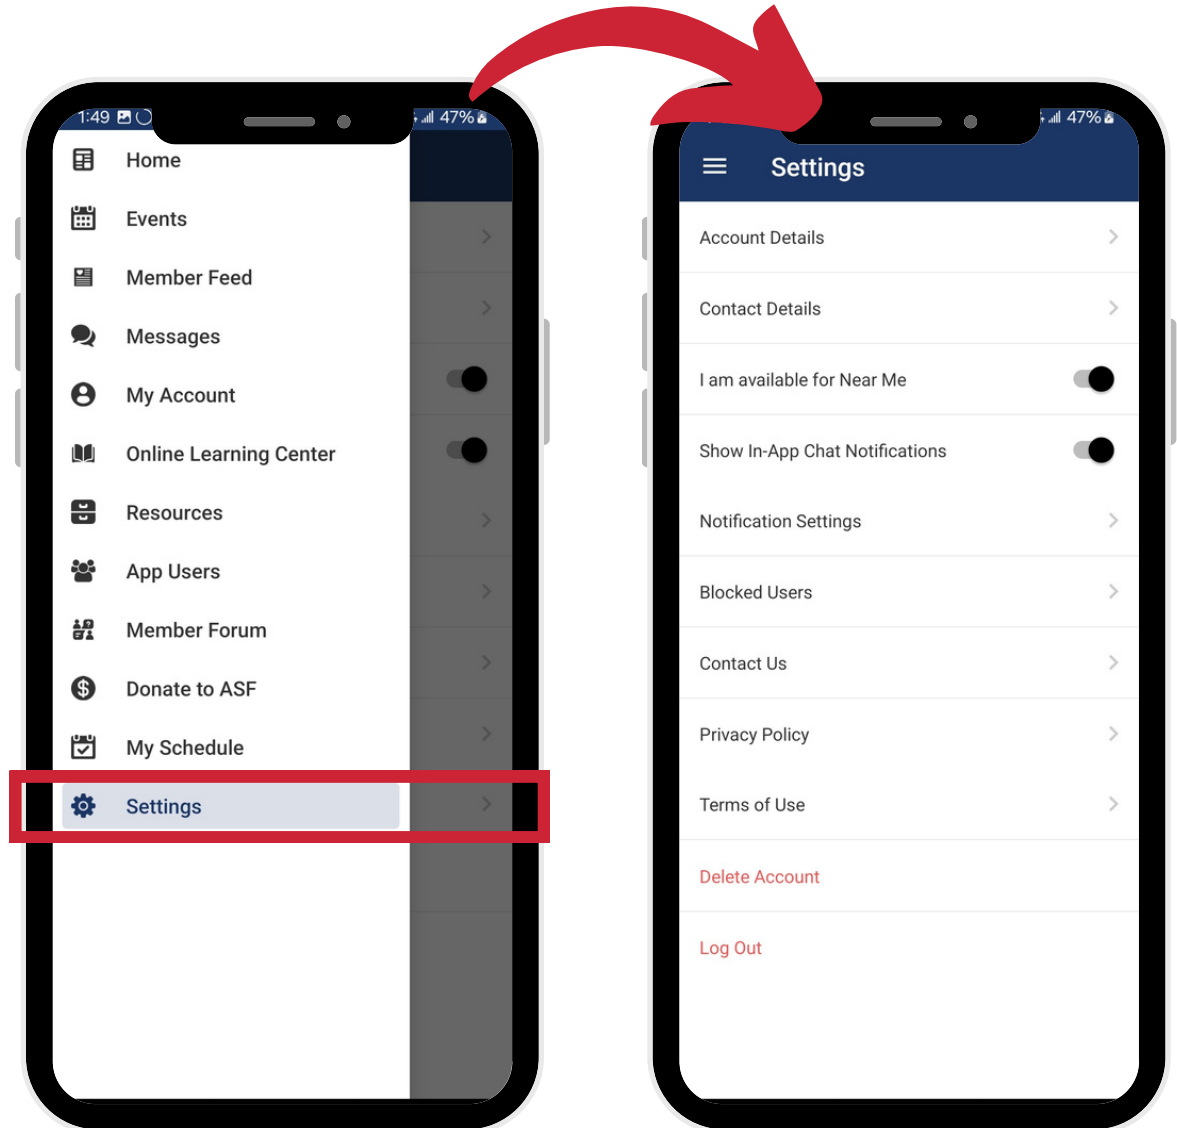 1:49
47%
Home
Events
Member Feed
Messages
My Account
Online Learning Center
Resources
App Users
Member Forum
Donate to ASF
My Schedule
Settings
47%
Settings
Account Details
Contact Details
I am available for Near Me
Show In-App Chat Notifications
Notification Settings
Blocked Users
Contact Us
Privacy Policy
Terms of Use
Delete Account
Log Out